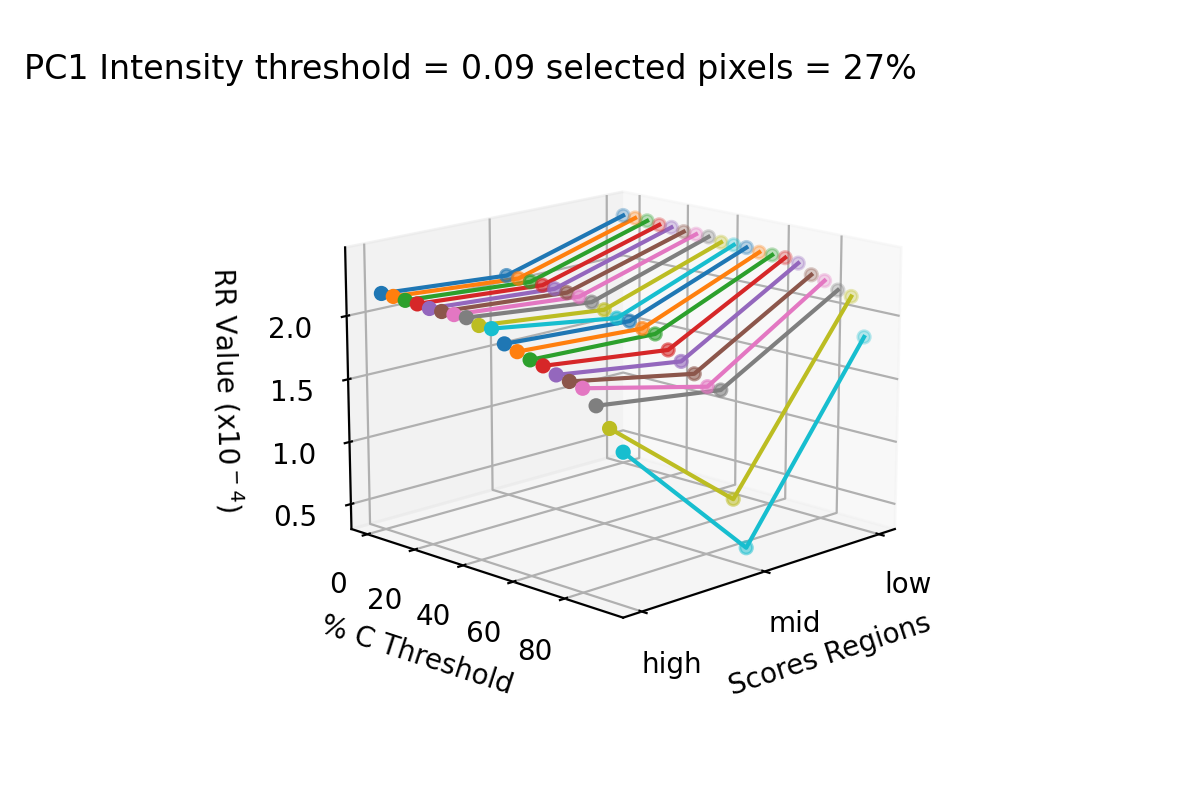 PC1 Intensity threshold = 0.09 selected pixels = 27%
RR Value (x10⁻⁴)
2.0
1.5
1.0
0.5
0
20
40
60
80
% C Threshold
high
mid
low
Scores Regions